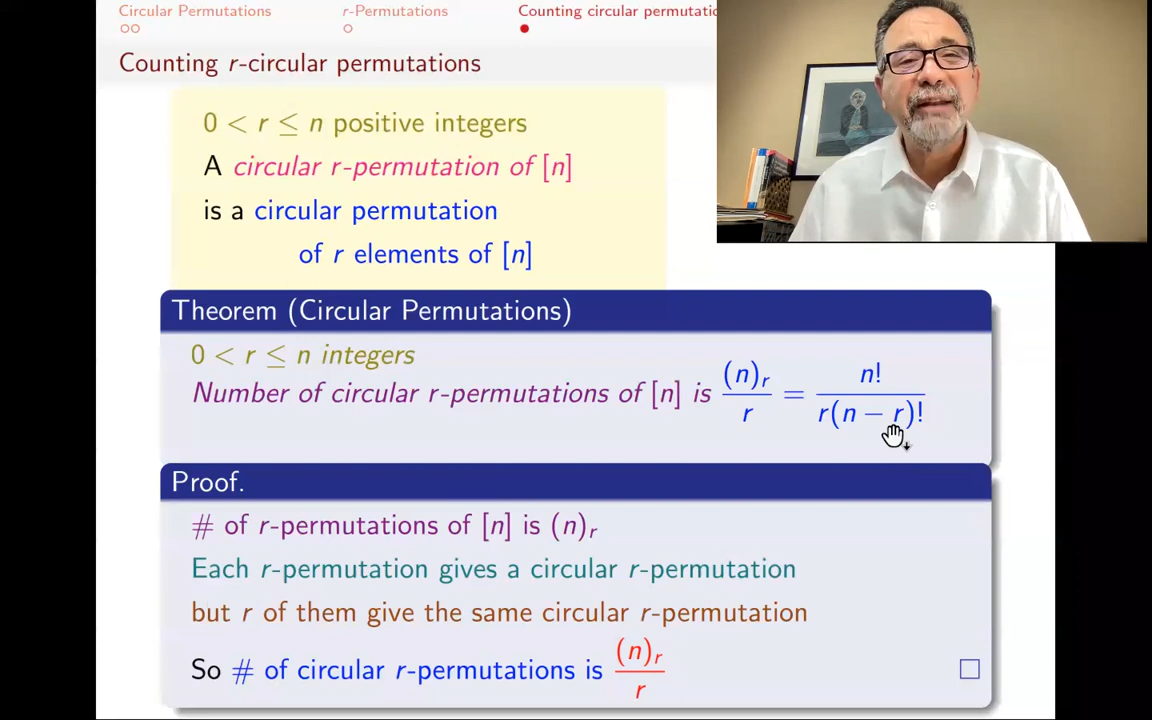 Circular Permutations r-Permutations Counting circular permutatio
Counting r-circular permutations
0 < r ≤ n positive integers
A circular r-permutation of [n]
is a circular permutation
of r elements of [n]
Theorem (Circular Permutations)
0 < r ≤ n integers
Number of circular r-permutations of [n] is (n)_r / r = n! / r(n − r)!
Proof.
# of r-permutations of [n] is (n)_r
Each r-permutation gives a circular r-permutation
but r of them give the same circular r-permutation
So # of circular r-permutations is (n)_r / r